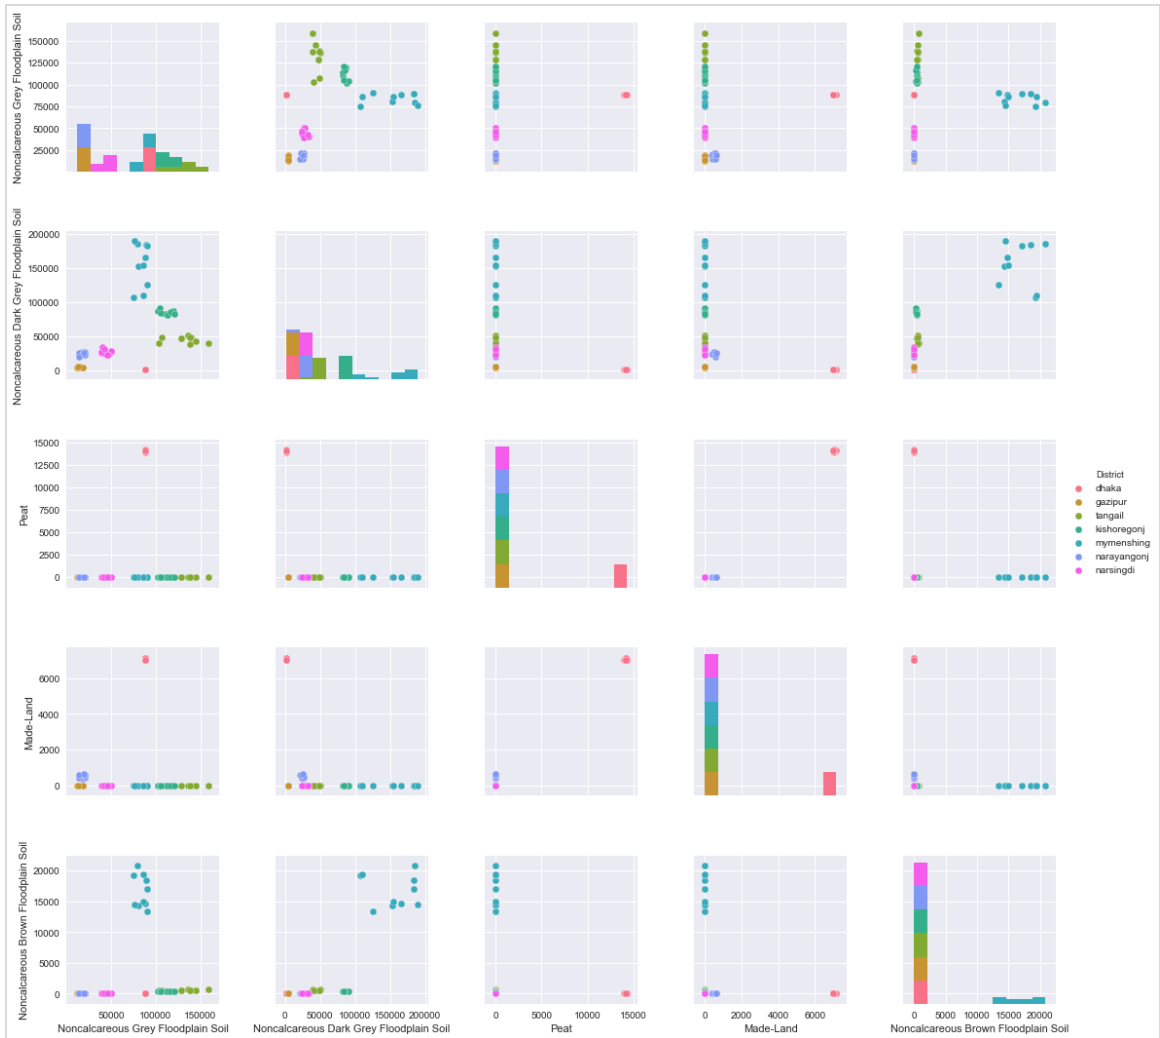 Noncalcareous Grey Floodplain Soil
150000
125000
100000
75000
50000
25000
Noncalcareous Dark Grey Floodplain Soil
200000
150000
100000
50000
0
Peat
15000
12500
10000
7500
5000
2500
0
District
dhaka
gazipur
tangail
kishoregonj
mymenshing
narayangonj
narsingdi
Made-Land
6000
4000
2000
0
Noncalcareous Brown Floodplain Soil
20000
15000
10000
5000
0
50000 100000 150000
0 50000 100000 150000 200000
0 5000 10000 15000
0 2000 4000 6000
0 5000 10000 15000 20000
Noncalcareous Grey Floodplain Soil
Noncalcareous Dark Grey Floodplain Soil
Peat
Made-Land
Noncalcareous Brown Floodplain Soil